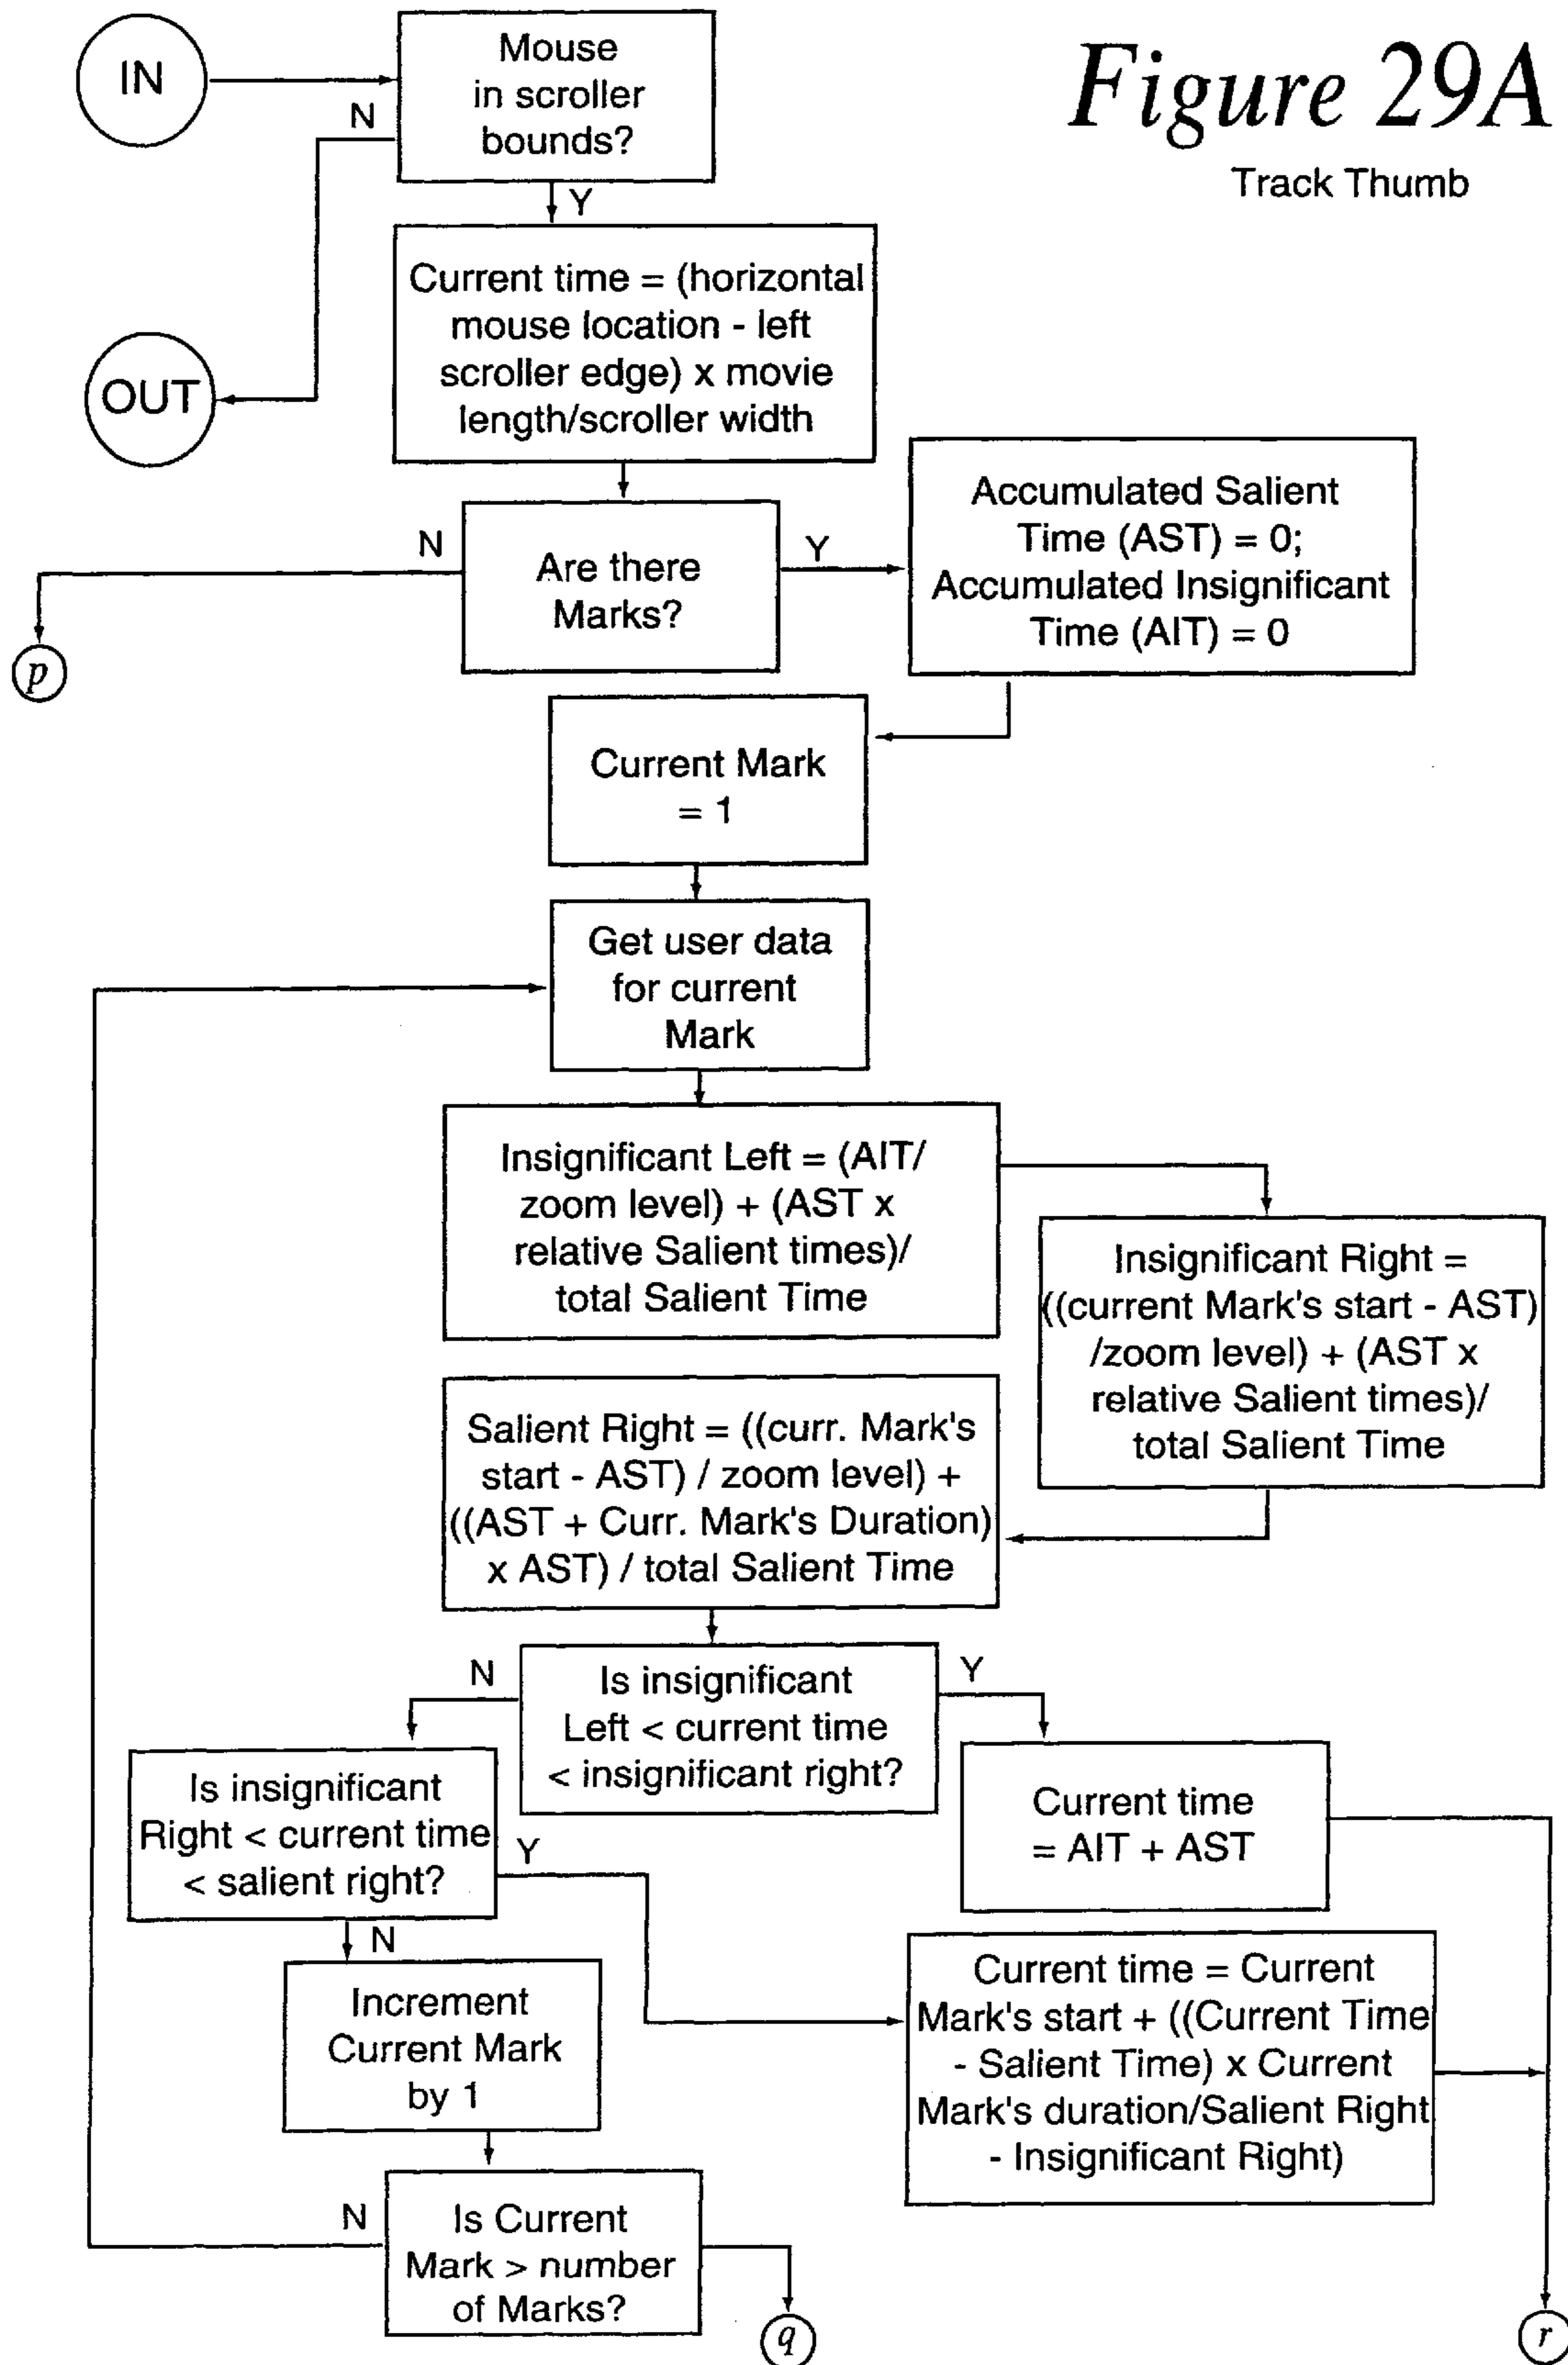 Figure 29A
Track Thumb
IN
Mouse
in scroller
bounds?
N
Y
OUT
Current time = (horizontal
mouse location - left
scroller edge) x movie
length/scroller width
Are there
Marks?
N
Y
p
Accumulated Salient
Time (AST) = 0;
Accumulated Insignificant
Time (AIT) = 0
Current Mark
= 1
Get user data
for current
Mark
Insignificant Left = (AIT/
zoom level) + (AST x
relative Salient times)/
total Salient Time
Insignificant Right =
((current Mark's start - AST)
/zoom level) + (AST x
relative Salient times)/
total Salient Time
Salient Right = ((curr. Mark's
start - AST) / zoom level) +
((AST + Curr. Mark's Duration)
x AST) / total Salient Time
Is insignificant
Left < current time
< insignificant right?
N
Y
Is insignificant
Right < current time
< salient right?
Y
N
Current time
= AIT + AST
Increment
Current Mark
by 1
Current time = Current
Mark's start + ((Current Time
- Salient Time) x Current
Mark's duration/Salient Right
- Insignificant Right)
Is Current
Mark > number
of Marks?
N
q
r